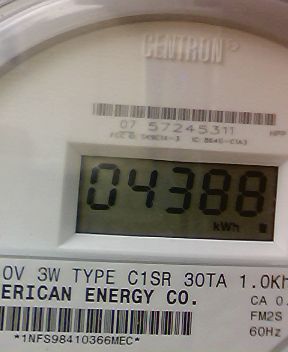 CENTRON
07 57245311
04388
kWh
0V 3W TYPE C1SR 30TA 1.0Kh
ERICAN ENERGY CO.
CA 0.
FM2S
60Hz
*1NFS98410366MEC*